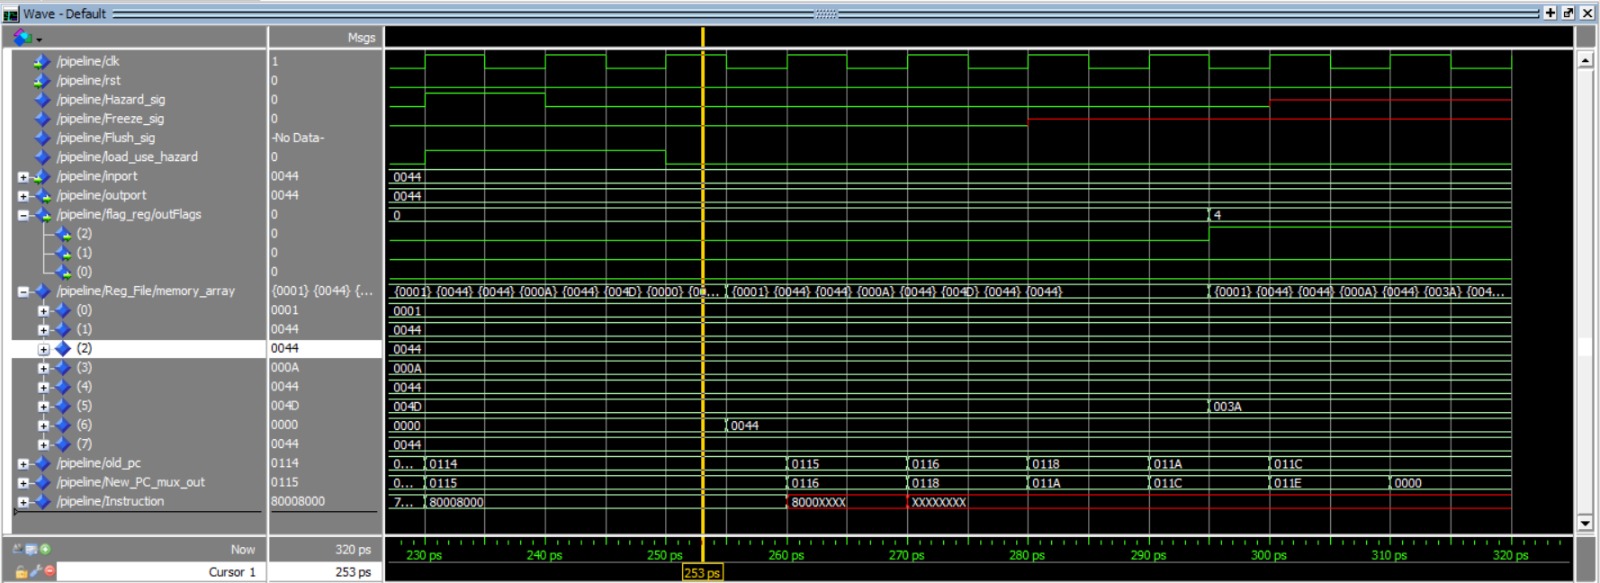 Wave - Default
Msgs
/pipeline/clk 1
/pipeline/rst 0
/pipeline/Hazard_sig 0
/pipeline/Freeze_sig 0
/pipeline/Flush_sig -No Data-
/pipeline/load_use_hazard 0
/pipeline/inport 0044 0044
/pipeline/outport 0044 0044
/pipeline/flag_reg/outFlags 0 0 4
(2) 0
(1) 0
(0) 0
/pipeline/Reg_File/memory_array {0001} {0044} {... {0001} {0044} {0044} {000A} {0044} {004D} {0000} {00... {0001} {0044} {0044} {000A} {0044} {004D} {0044} {0044} {0001} {0044} {0044} {000A} {0044} {003A} {004...
(0) 0001 0001
(1) 0044 0044
(2) 0044 0044
(3) 000A 000A
(4) 0044 0044
(5) 004D 004D 003A
(6) 0000 0000 0044
(7) 0044 0044
/pipeline/old_pc 0114 0... 0114 0115 0116 0118 011A 011C
/pipeline/New_PC_mux_out 0115 0... 0115 0116 0118 011A 011C 011E 0000
/pipeline/Instruction 80008000 7... 80008000 8000XXXX XXXXXXXX
Now 320 ps 230 ps 240 ps 250 ps 260 ps 270 ps 280 ps 290 ps 300 ps 310 ps 320 ps
Cursor 1 253 ps 253 ps